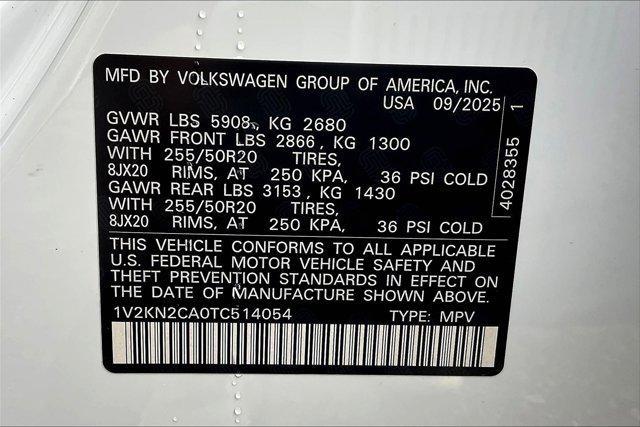 MFD BY VOLKSWAGEN GROUP OF AMERICA, INC.
USA 09/2025
GVWR LBS 5908, KG 2680
GAWR FRONT LBS 2866, KG 1300
WITH 255/50R20 TIRES,
8JX20 RIMS, AT 250 KPA, 36 PSI COLD
GAWR REAR LBS 3153, KG 1430
WITH 255/50R20 TIRES,
8JX20 RIMS, AT 250 KPA, 36 PSI COLD
THIS VEHICLE CONFORMS TO ALL APPLICABLE
U.S. FEDERAL MOTOR VEHICLE SAFETY AND
THEFT PREVENTION STANDARDS IN EFFECT ON
THE DATE OF MANUFACTURE SHOWN ABOVE.
1V2KN2CA0TC514054 TYPE: MPV
4028355 1